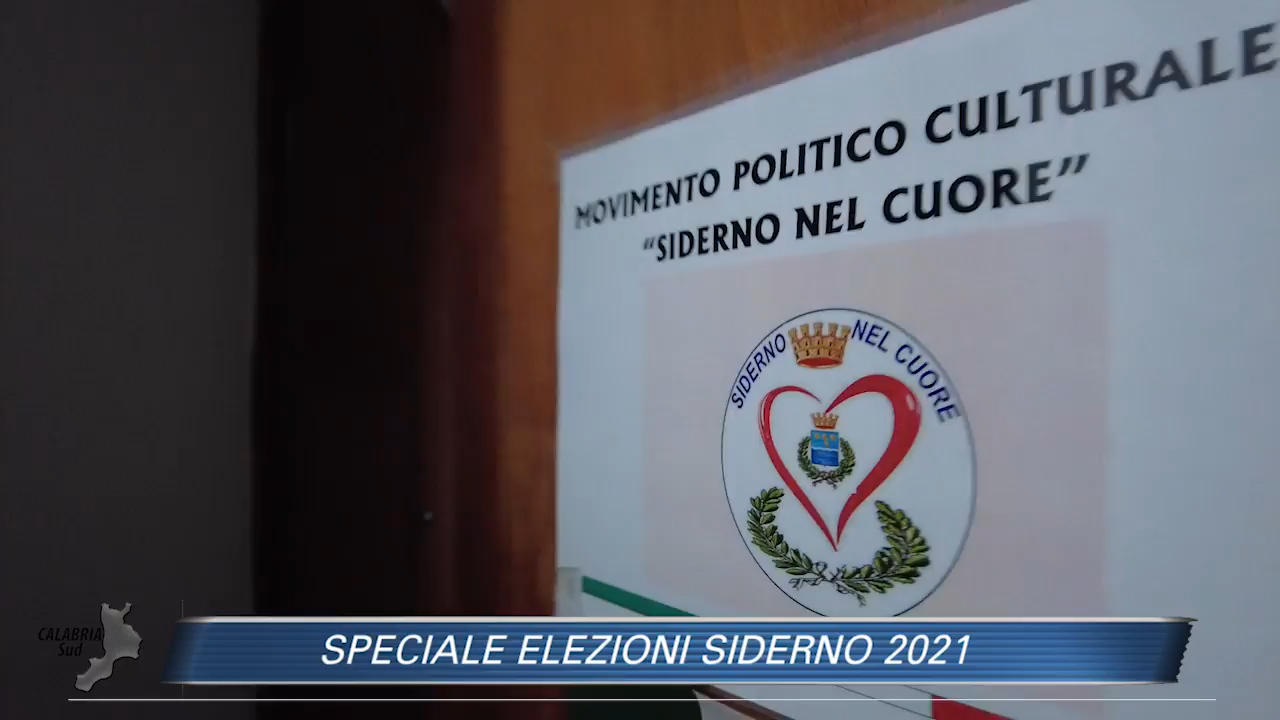 MOVIMENTO POLITICO CULTURALE
“SIDERNO NEL CUORE”
SIDERNO NEL CUORE
CALABRIA
Sud
SPECIALE ELEZIONI SIDERNO 2021